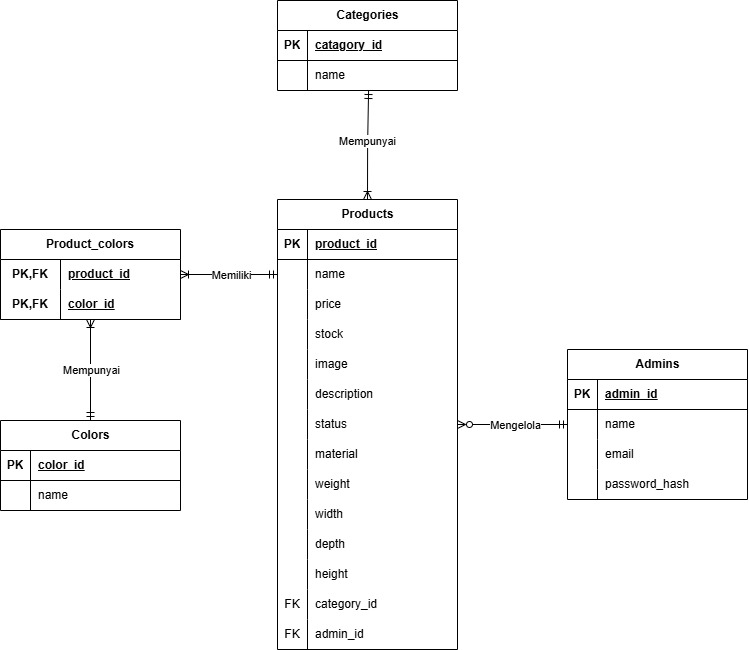 Categories
PK catagory_id
name
Mempunyai
Products
PK product_id
name
price
stock
image
description
status
material
weight
width
depth
height
FK category_id
FK admin_id
Product_colors
PK,FK product_id
PK,FK color_id
Memiliki
Mempunyai
Colors
PK color_id
name
Mengelola
Admins
PK admin_id
name
email
password_hash